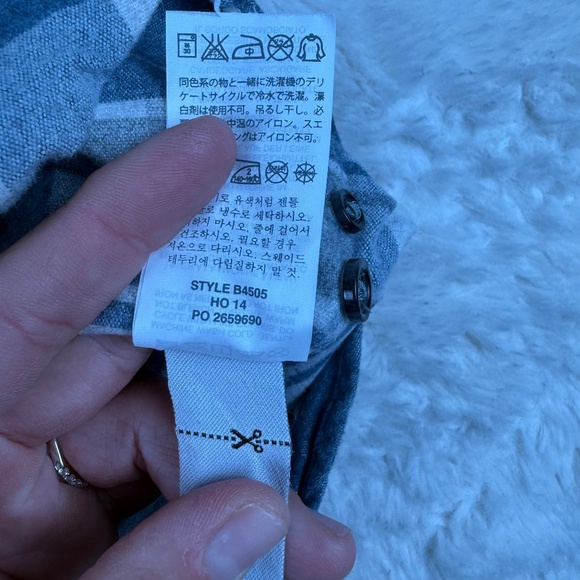 同色系の物と一緒に洗濯機のデリ
ケートサイクルで冷水で洗濯。漂
白剤は使用不可。吊るし干し。必
中温のアイロン。スエ
ングはアイロン不可。
로 유색처럼 젠틀
로 냉수로 세탁하시오.
하지 마시오. 줄에 걸어서
건조하시오. 필요할 경우
저온으로 다리시오. 스웨이드
테두리에 다림질하지 말 것.
STYLE B4505
HO 14
PO 2659690